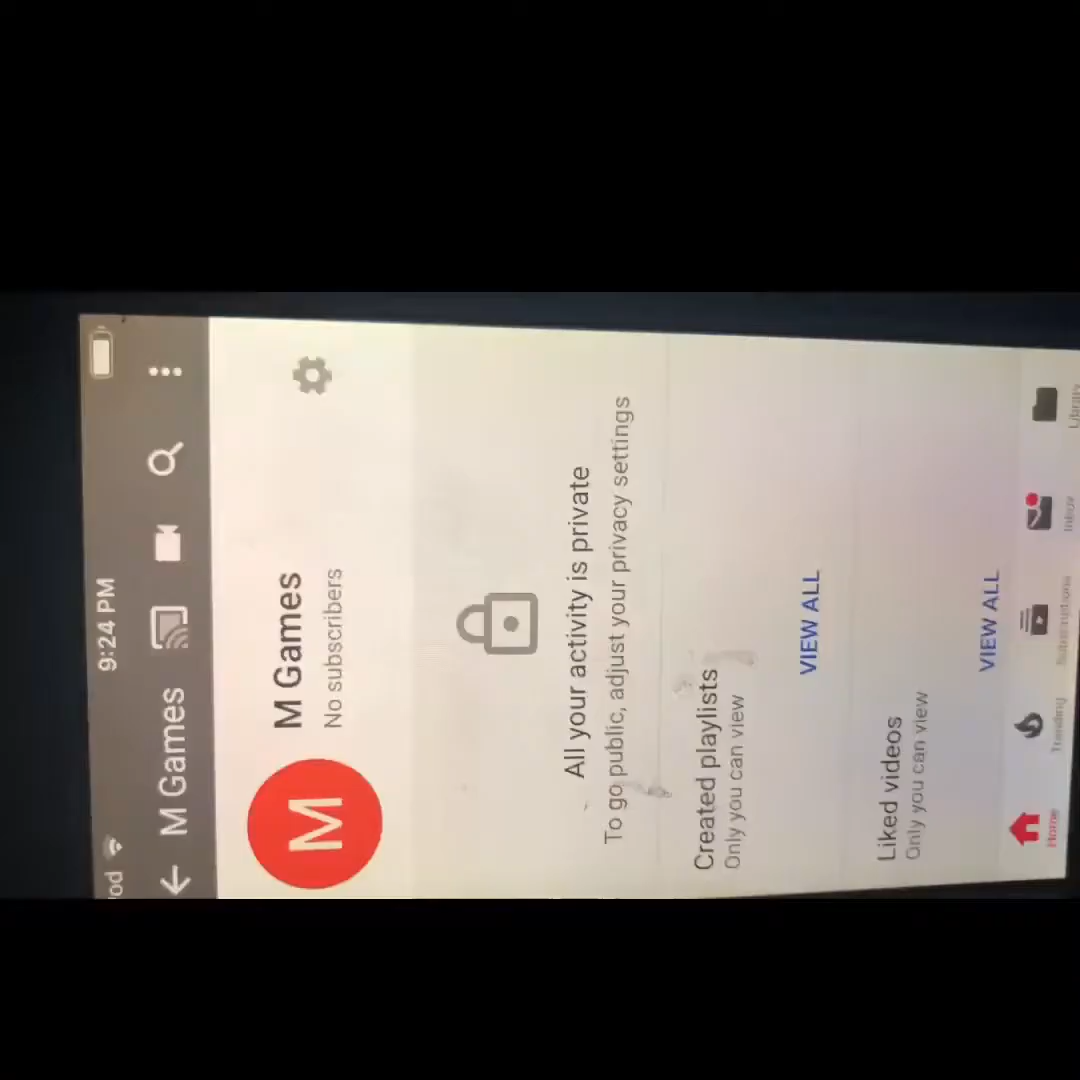 9:24 PM
M Games
M
M Games
No subscribers
All your activity is private
To go public, adjust your privacy settings
Created playlists
Only you can view
VIEW ALL
Liked videos
Only you can view
VIEW ALL
Home
Trending
Subscriptions
Inbox
Library